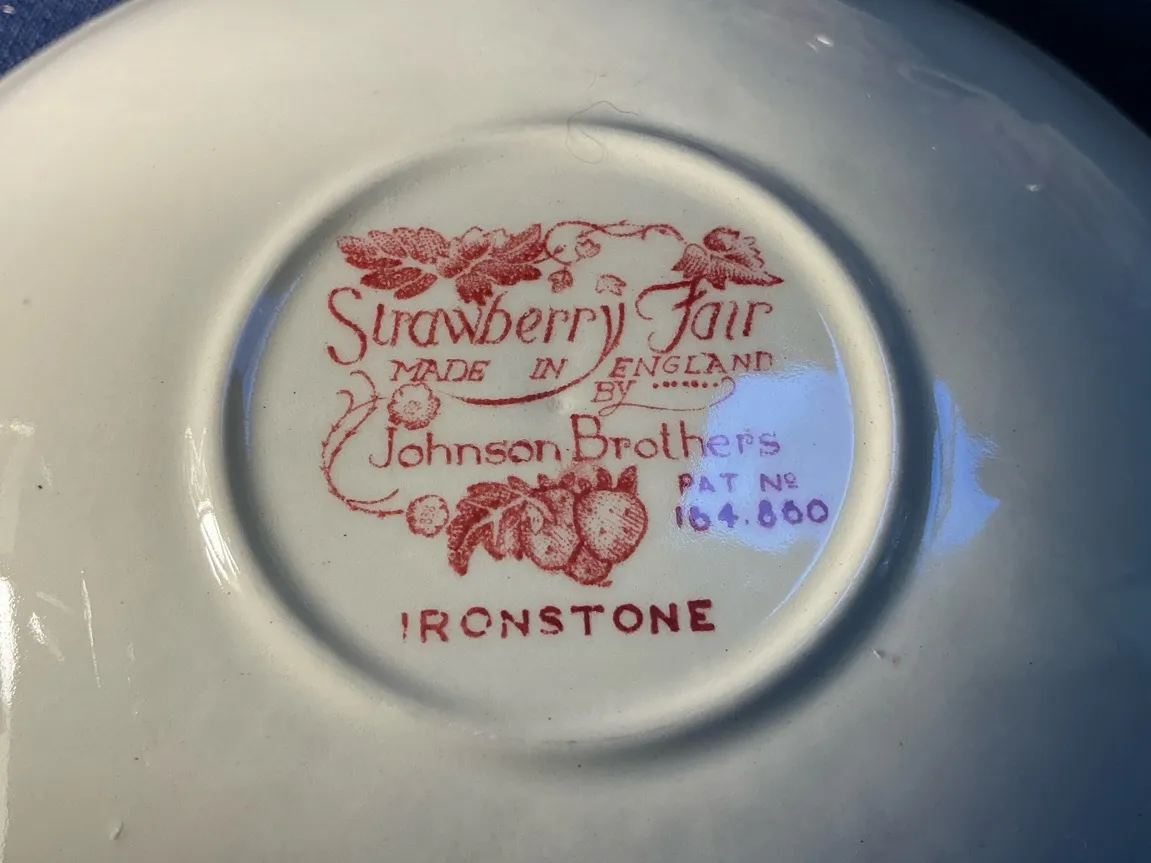 Strawberry Fair
MADE IN ENGLAND
BY ........
Johnson Brothers
PAT Nº
164.860
IRONSTONE